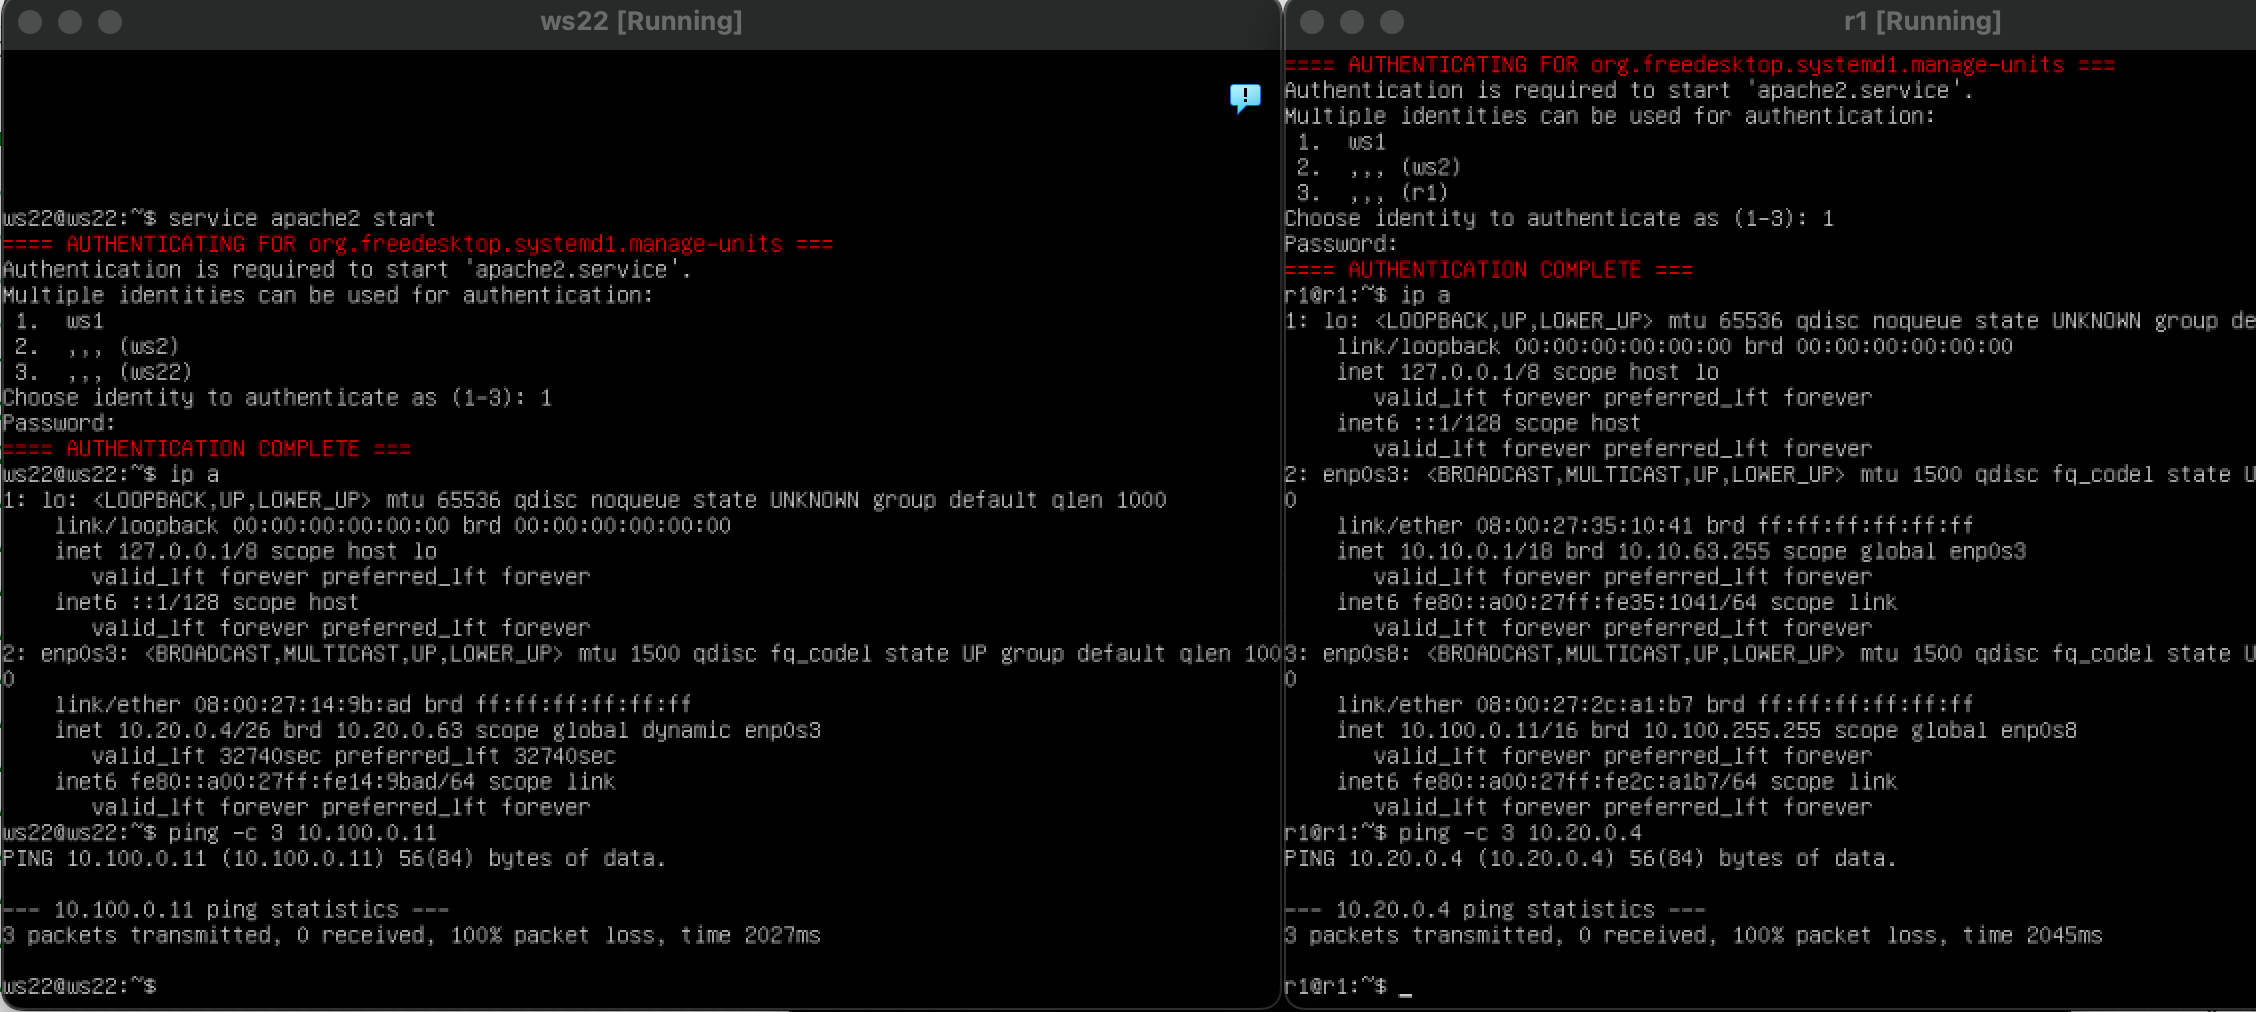 ws22 [Running]
ws22@ws22:~$ service apache2 start
==== AUTHENTICATING FOR org.freedesktop.systemd1.manage-units ===
Authentication is required to start 'apache2.service'.
Multiple identities can be used for authentication:
 1.  ws1
 2.  ,,, (ws2)
 3.  ,,, (ws22)
Choose identity to authenticate as (1-3): 1
Password:
==== AUTHENTICATION COMPLETE ===
ws22@ws22:~$ ip a
1: lo: <LOOPBACK,UP,LOWER_UP> mtu 65536 qdisc noqueue state UNKNOWN group default qlen 1000
    link/loopback 00:00:00:00:00:00 brd 00:00:00:00:00:00
    inet 127.0.0.1/8 scope host lo
       valid_lft forever preferred_lft forever
    inet6 ::1/128 scope host
       valid_lft forever preferred_lft forever
2: enp0s3: <BROADCAST,MULTICAST,UP,LOWER_UP> mtu 1500 qdisc fq_codel state UP group default qlen 100
0
    link/ether 08:00:27:14:9b:ad brd ff:ff:ff:ff:ff:ff
    inet 10.20.0.4/26 brd 10.20.0.63 scope global dynamic enp0s3
       valid_lft 32740sec preferred_lft 32740sec
    inet6 fe80::a00:27ff:fe14:9bad/64 scope link
       valid_lft forever preferred_lft forever
ws22@ws22:~$ ping -c 3 10.100.0.11
PING 10.100.0.11 (10.100.0.11) 56(84) bytes of data.
--- 10.100.0.11 ping statistics ---
3 packets transmitted, 0 received, 100% packet loss, time 2027ms
ws22@ws22:~$
r1 [Running]
==== AUTHENTICATING FOR org.freedesktop.systemd1.manage-units ===
Authentication is required to start 'apache2.service'.
Multiple identities can be used for authentication:
 1.  ws1
 2.  ,,, (ws2)
 3.  ,,, (r1)
Choose identity to authenticate as (1-3): 1
Password:
==== AUTHENTICATION COMPLETE ===
r1@r1:~$ ip a
1: lo: <LOOPBACK,UP,LOWER_UP> mtu 65536 qdisc noqueue state UNKNOWN group de
    link/loopback 00:00:00:00:00:00 brd 00:00:00:00:00:00
    inet 127.0.0.1/8 scope host lo
       valid_lft forever preferred_lft forever
    inet6 ::1/128 scope host
       valid_lft forever preferred_lft forever
2: enp0s3: <BROADCAST,MULTICAST,UP,LOWER_UP> mtu 1500 qdisc fq_codel state U
0
    link/ether 08:00:27:35:10:41 brd ff:ff:ff:ff:ff:ff
    inet 10.10.0.1/18 brd 10.10.63.255 scope global enp0s3
       valid_lft forever preferred_lft forever
    inet6 fe80::a00:27ff:fe35:1041/64 scope link
       valid_lft forever preferred_lft forever
3: enp0s8: <BROADCAST,MULTICAST,UP,LOWER_UP> mtu 1500 qdisc fq_codel state U
0
    link/ether 08:00:27:2c:a1:b7 brd ff:ff:ff:ff:ff:ff
    inet 10.100.0.11/16 brd 10.100.255.255 scope global enp0s8
       valid_lft forever preferred_lft forever
    inet6 fe80::a00:27ff:fe2c:a1b7/64 scope link
       valid_lft forever preferred_lft forever
r1@r1:~$ ping -c 3 10.20.0.4
PING 10.20.0.4 (10.20.0.4) 56(84) bytes of data.
--- 10.20.0.4 ping statistics ---
3 packets transmitted, 0 received, 100% packet loss, time 2045ms
r1@r1:~$ _